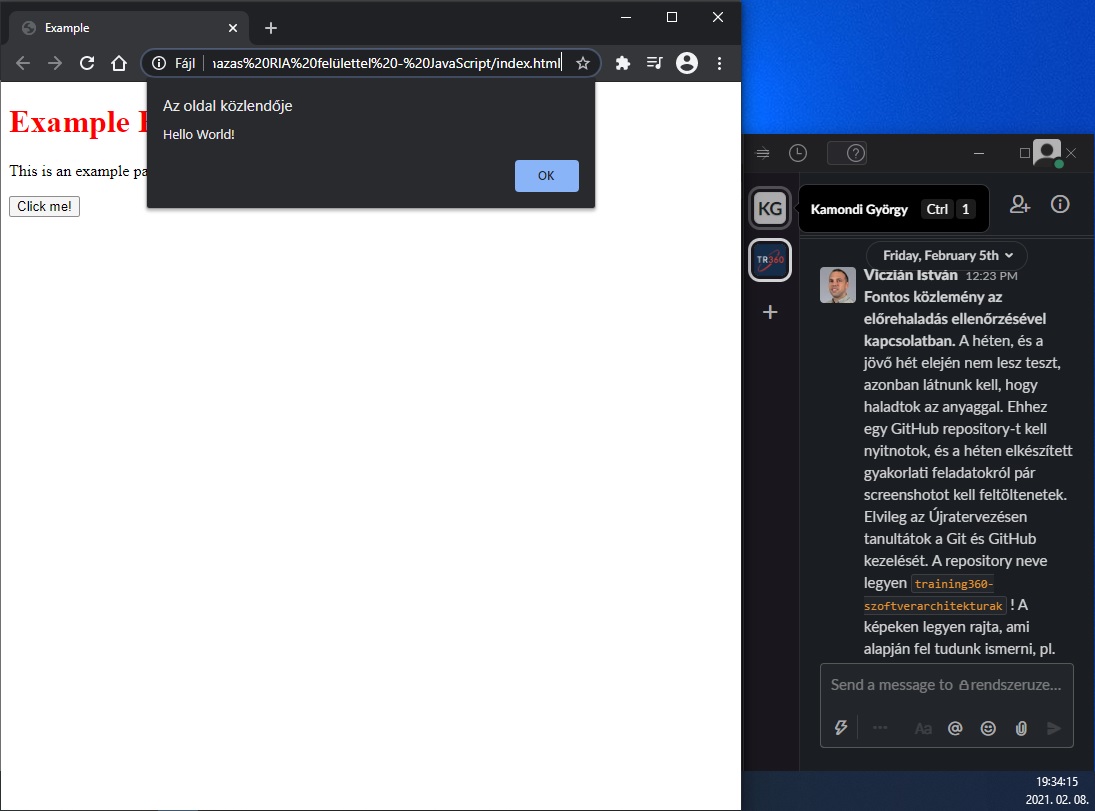 Example
Fájl
nazas%20RIA%20felülettel%20-%20JavaScript/index.html
Example
This is an example pa
Click me!
Az oldal közlendője
Hello World!
OK
KG
Kamondi György Ctrl 1
TR360
Friday, February 5th
Viczián István 12:23 PM
Fontos közlemény az
előrehaladás ellenőrzésével
kapcsolatban. A héten, és a
jövő hét elején nem lesz teszt,
azonban látnunk kell, hogy
haladtok az anyaggal. Ehhez
egy GitHub repository-t kell
nyitnotok, és a héten elkészített
gyakorlati feladatokról pár
screenshotot kell feltöltenetek.
Elvileg az Újratervezésen
tanultátok a Git és GitHub
kezelését. A repository neve
legyen training360-
szoftverarchitekturak ! A
képeken legyen rajta, ami
alapján fel tudunk ismerni, pl.
Send a message to rendszeruze...
Aa
19:34:15
2021. 02. 08.